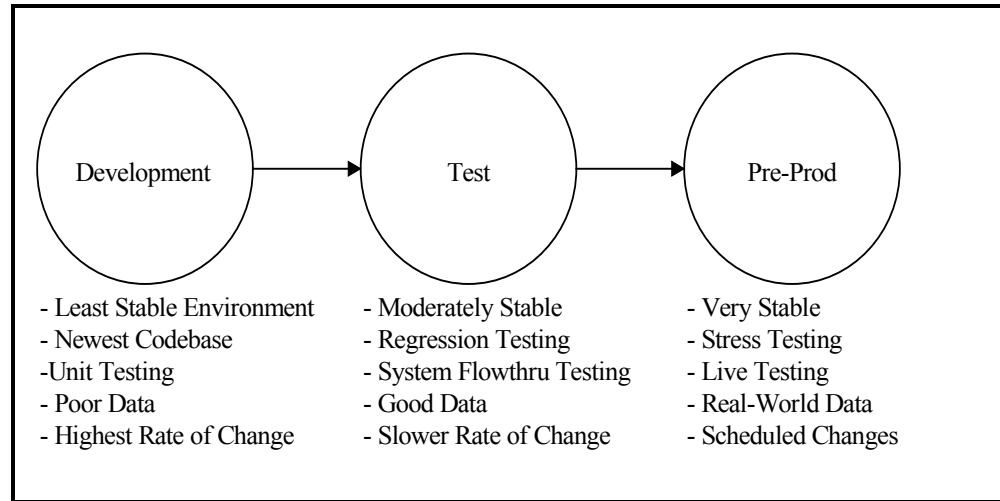 Development
Test
Pre-Prod
- Least Stable Environment
- Newest Codebase
-Unit Testing
- Poor Data
- Highest Rate of Change
- Moderately Stable
- Regression Testing
- System Flowthru Testing
- Good Data
- Slower Rate of Change
- Very Stable
- Stress Testing
- Live Testing
- Real-World Data
- Scheduled Changes